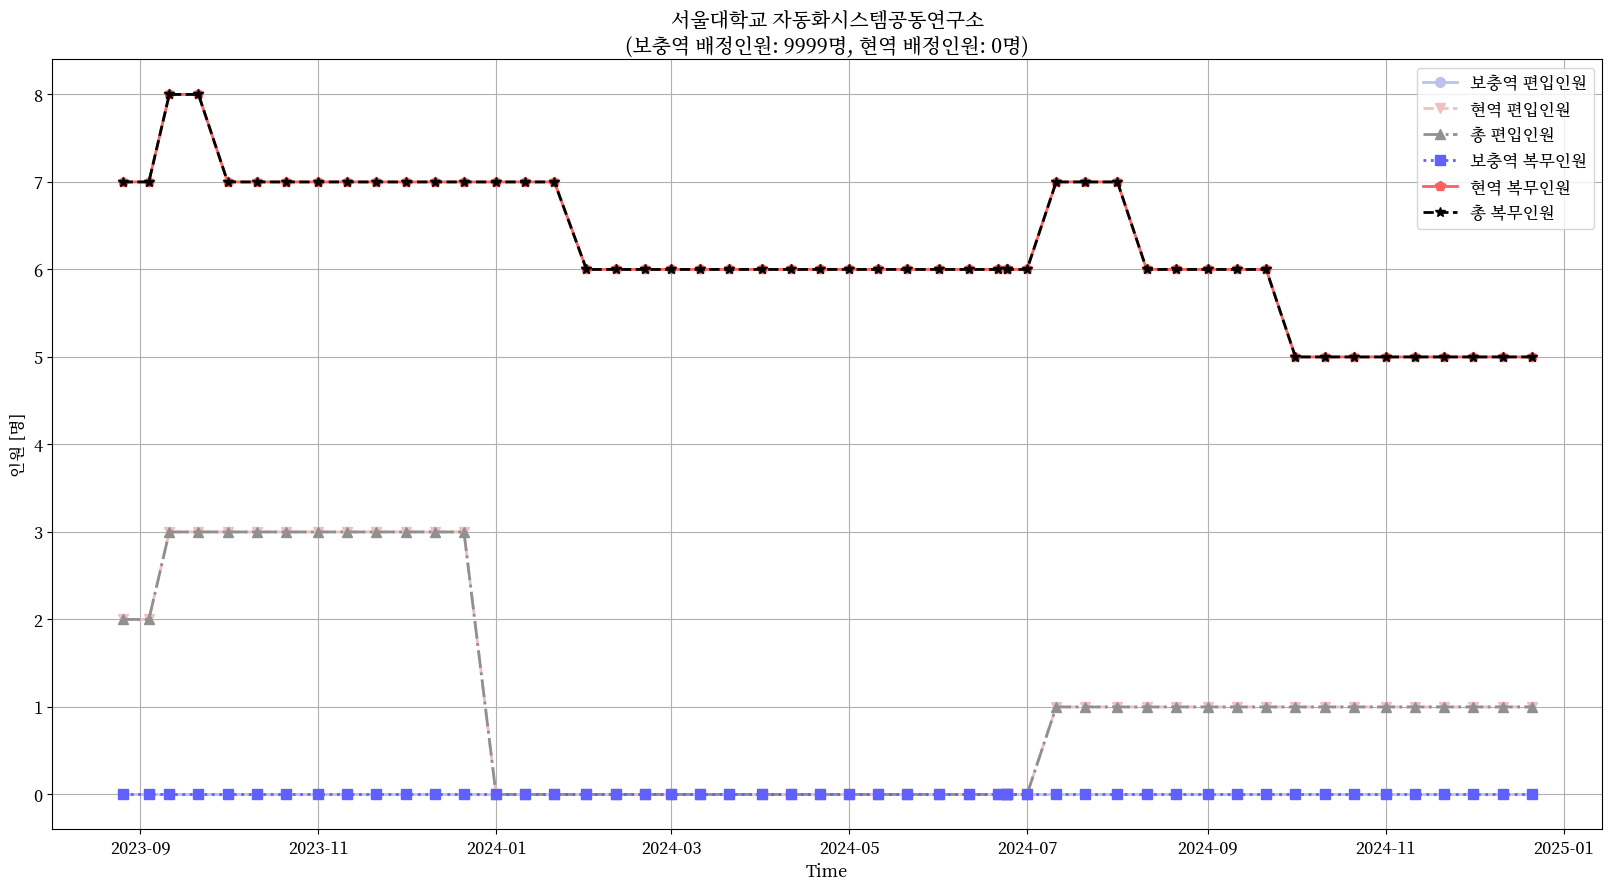 서울대학교 자동화시스템공동연구소
(보충역 배정인원: 9999명, 현역 배정인원: 0명)
보충역 편입인원
현역 편입인원
총 편입인원
보충역 복무인원
현역 복무인원
총 복무인원
인원 [명]
8
7
6
5
4
3
2
1
0
2023-09 2023-11 2024-01 2024-03 2024-05 2024-07 2024-09 2024-11 2025-01
Time